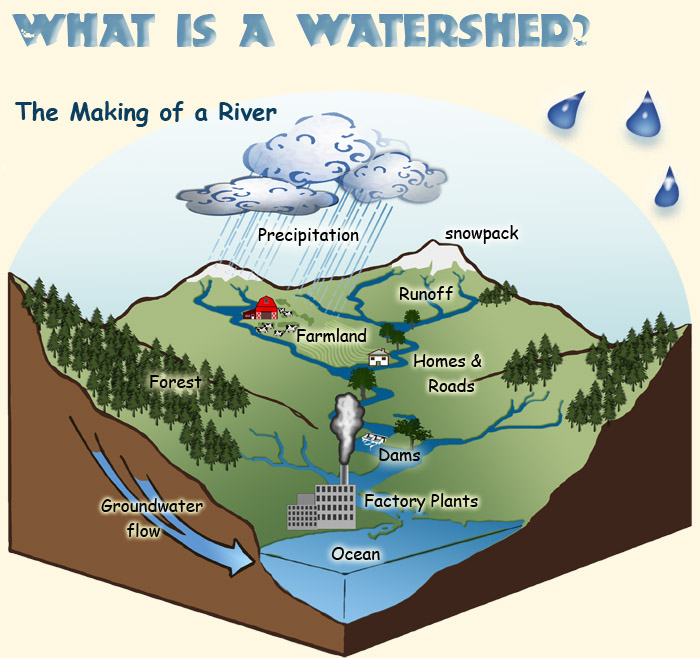 WHAT IS A WATERSHED?
The Making of a River
Precipitation
snowpack
Runoff
Farmland
Homes &
Roads
Forest
Dams
Factory Plants
Groundwater
flow
Ocean